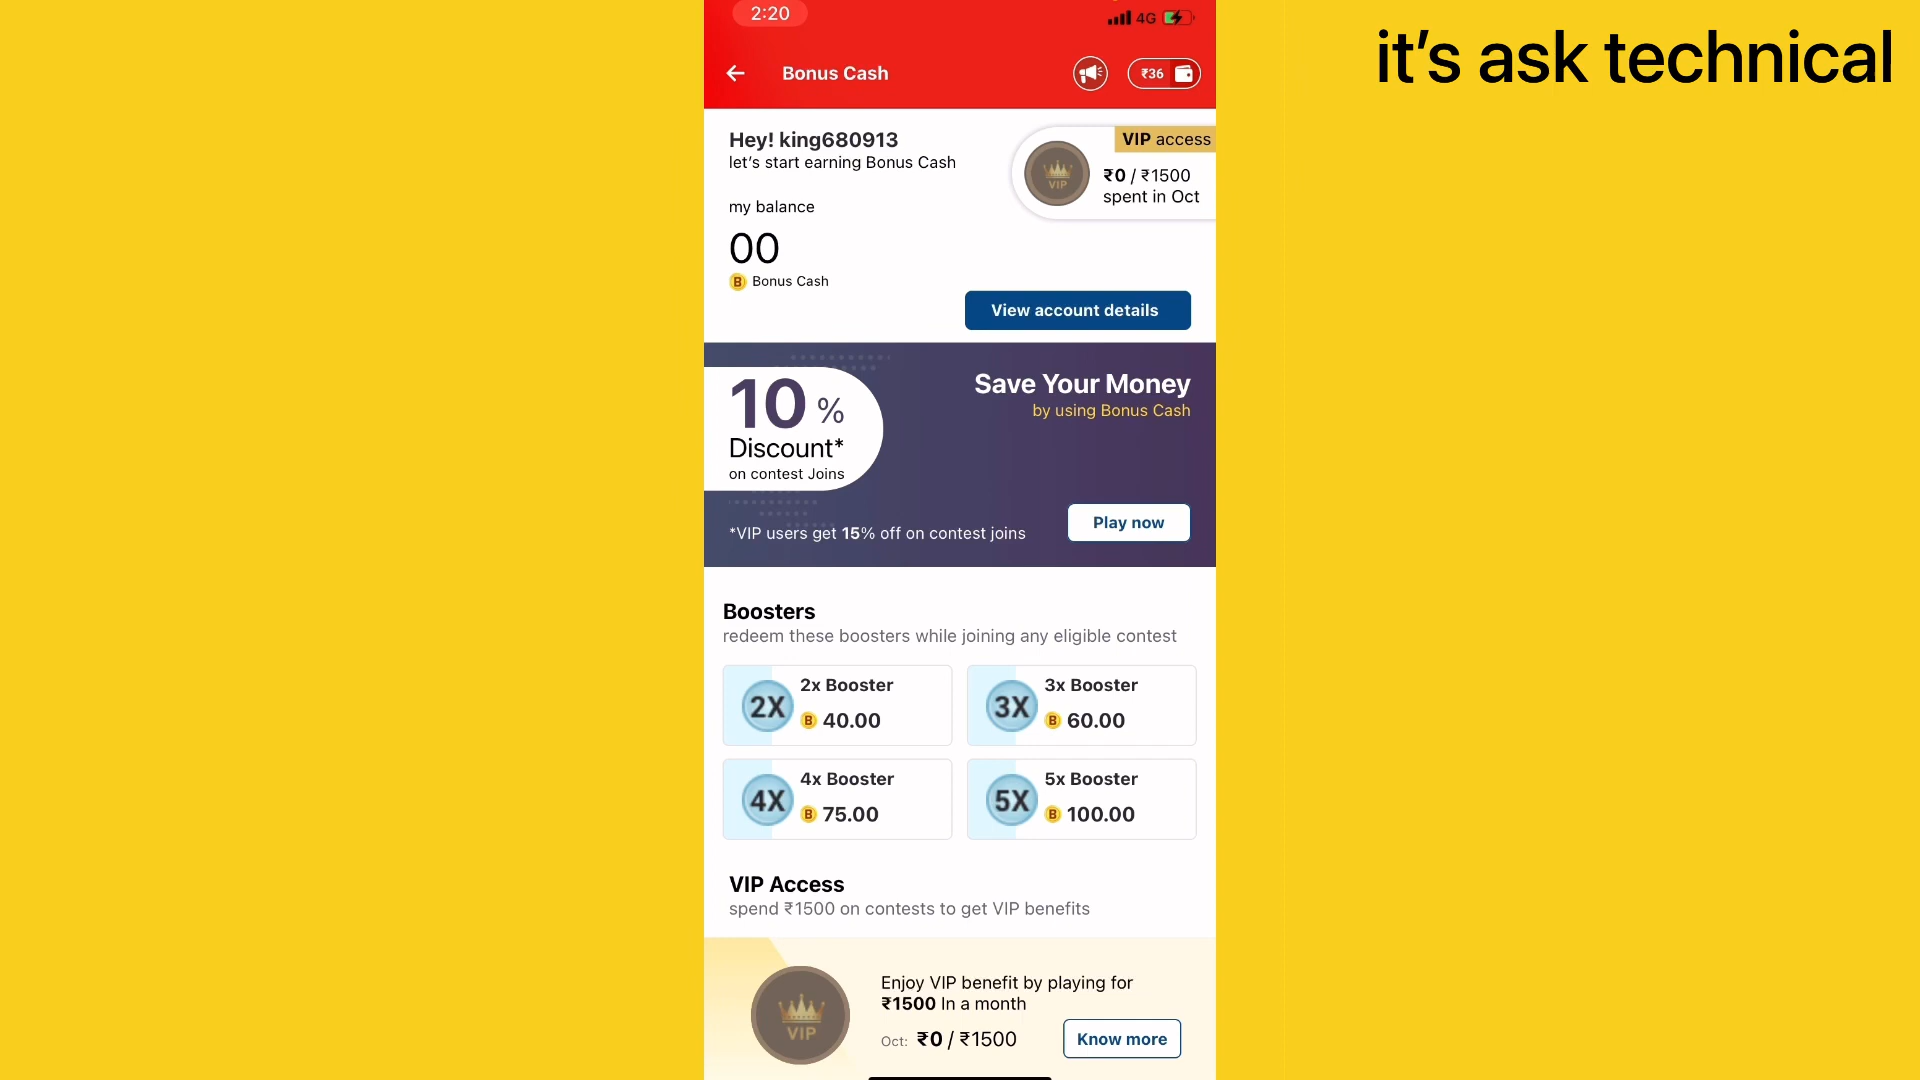 it's ask technical
2:20
4G
Bonus Cash
₹36
Hey! king680913
let's start earning Bonus Cash
VIP access
VIP
₹0 / ₹1500
spent in Oct
my balance
00
B Bonus Cash
View account details
10 %
Discount*
on contest Joins
Save Your Money
by using Bonus Cash
*VIP users get 15% off on contest joins
Play now
Boosters
redeem these boosters while joining any eligible contest
2X
2x Booster
B 40.00
3X
3x Booster
B 60.00
4X
4x Booster
B 75.00
5X
5x Booster
B 100.00
VIP Access
spend ₹1500 on contests to get VIP benefits
VIP
Enjoy VIP benefit by playing for
₹1500 In a month
Oct: ₹0 / ₹1500
Know more